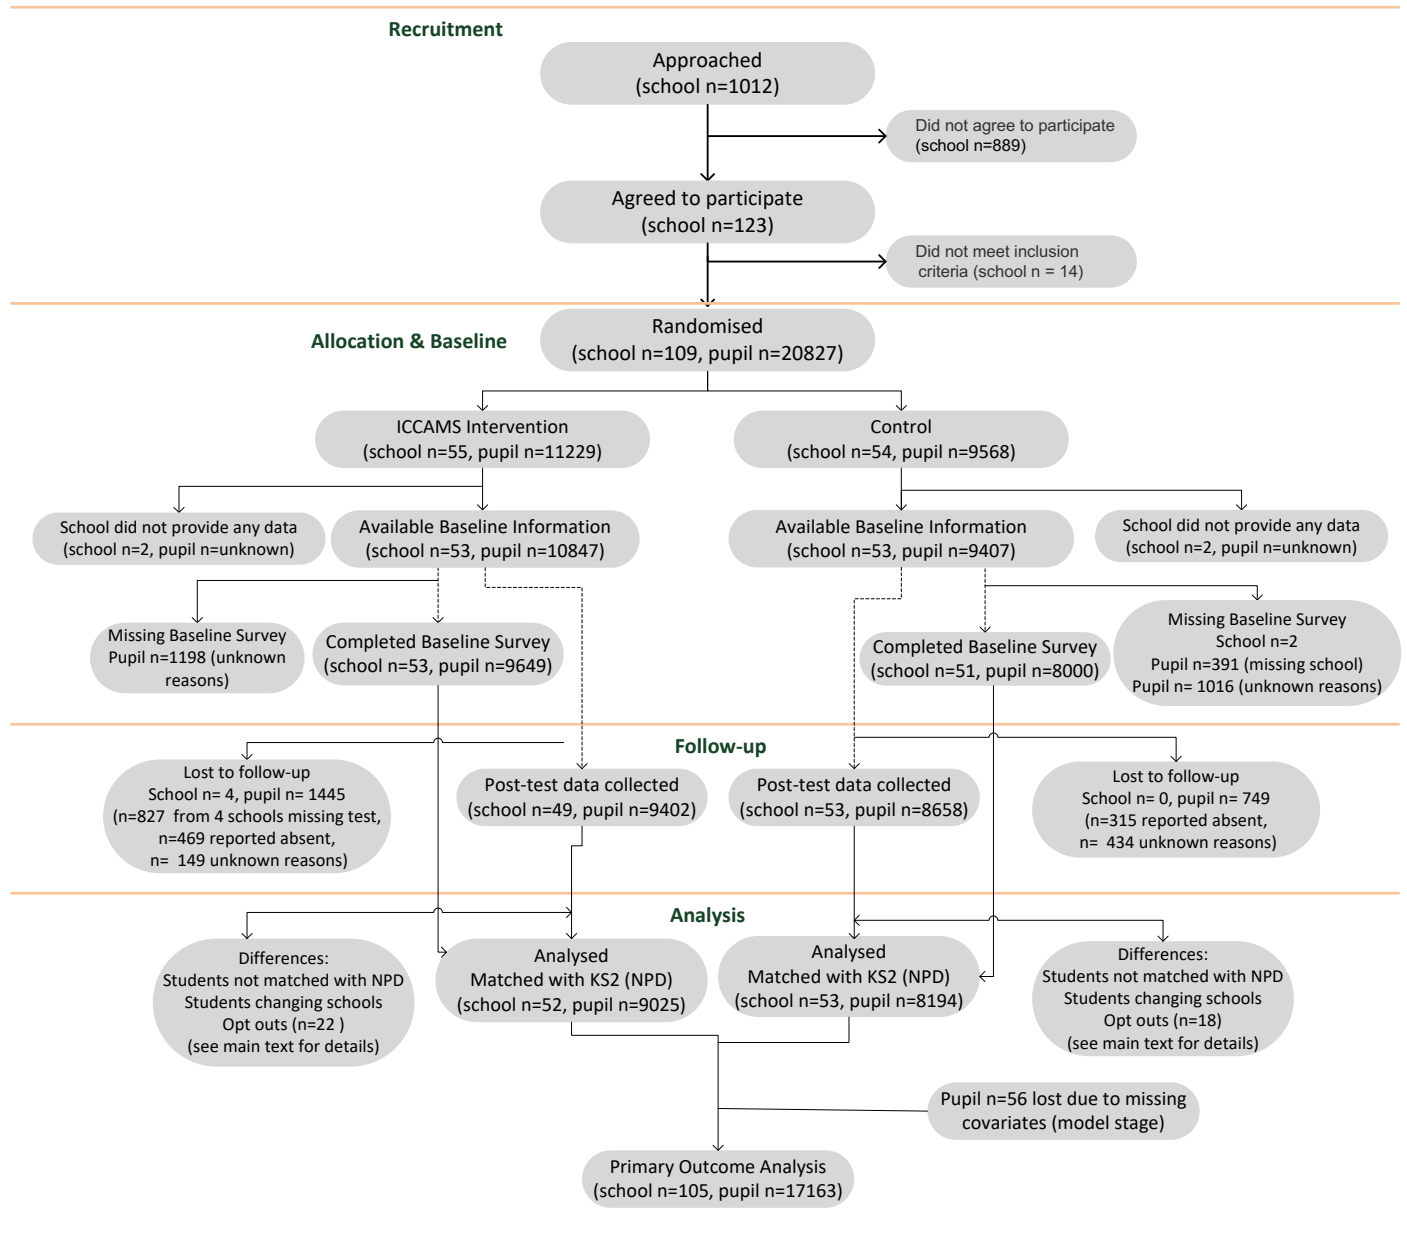 Recruitment
Approached
(school n=1012)
Did not agree to participate
(school n=889)
Agreed to participate
(school n=123)
Did not meet inclusion
criteria (school n = 14)
Allocation & Baseline
Randomised
(school n=109, pupil n=20827)
ICCAMS Intervention
(school n=55, pupil n=11229)
Control
(school n=54, pupil n=9568)
School did not provide any data
(school n=2, pupil n=unknown)
Available Baseline Information
(school n=53, pupil n=10847)
Available Baseline Information
(school n=53, pupil n=9407)
School did not provide any data
(school n=2, pupil n=unknown)
Missing Baseline Survey
Pupil n=1198 (unknown
reasons)
Completed Baseline Survey
(school n=53, pupil n=9649)
Completed Baseline Survey
(school n=51, pupil n=8000)
Missing Baseline Survey
School n=2
Pupil n=391 (missing school)
Pupil n= 1016 (unknown reasons)
Follow-up
Lost to follow-up
School n= 4, pupil n= 1445
(n=827 from 4 schools missing test,
n=469 reported absent,
n= 149 unknown reasons)
Post-test data collected
(school n=49, pupil n=9402)
Post-test data collected
(school n=53, pupil n=8658)
Lost to follow-up
School n= 0, pupil n= 749
(n=315 reported absent,
n= 434 unknown reasons)
Analysis
Differences:
Students not matched with NPD
Students changing schools
Opt outs (n=22 )
(see main text for details)
Analysed
Matched with KS2 (NPD)
(school n=52, pupil n=9025)
Analysed
Matched with KS2 (NPD)
(school n=53, pupil n=8194)
Differences:
Students not matched with NPD
Students changing schools
Opt outs (n=18)
(see main text for details)
Pupil n=56 lost due to missing
covariates (model stage)
Primary Outcome Analysis
(school n=105, pupil n=17163)